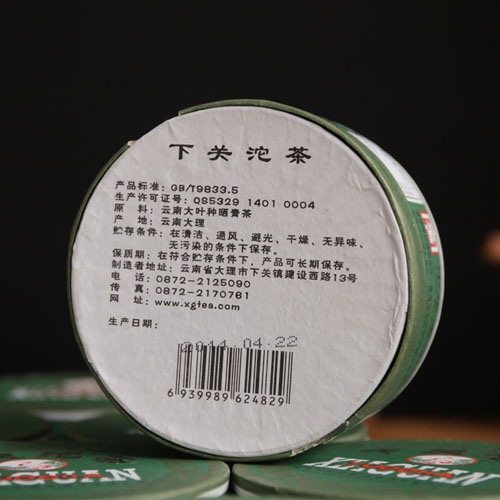 下关沱茶
产品标准：GB/T9833.5
生产许可证号：QS5329 1401 0004
原　料：云南大叶种晒青茶
产　地：云南大理
贮存条件：在清洁、通风、避光、干燥、无异味、
无污染的条件下保存。
保质期：在符合贮存条件下，产品可长期保存。
制造者地址：云南省大理市下关镇建设西路13号
电　话：0872-2125090
传　真：0872-2170761
网　址：www.xgtea.com
生产日期：
2014.04.22
6 939989 624829